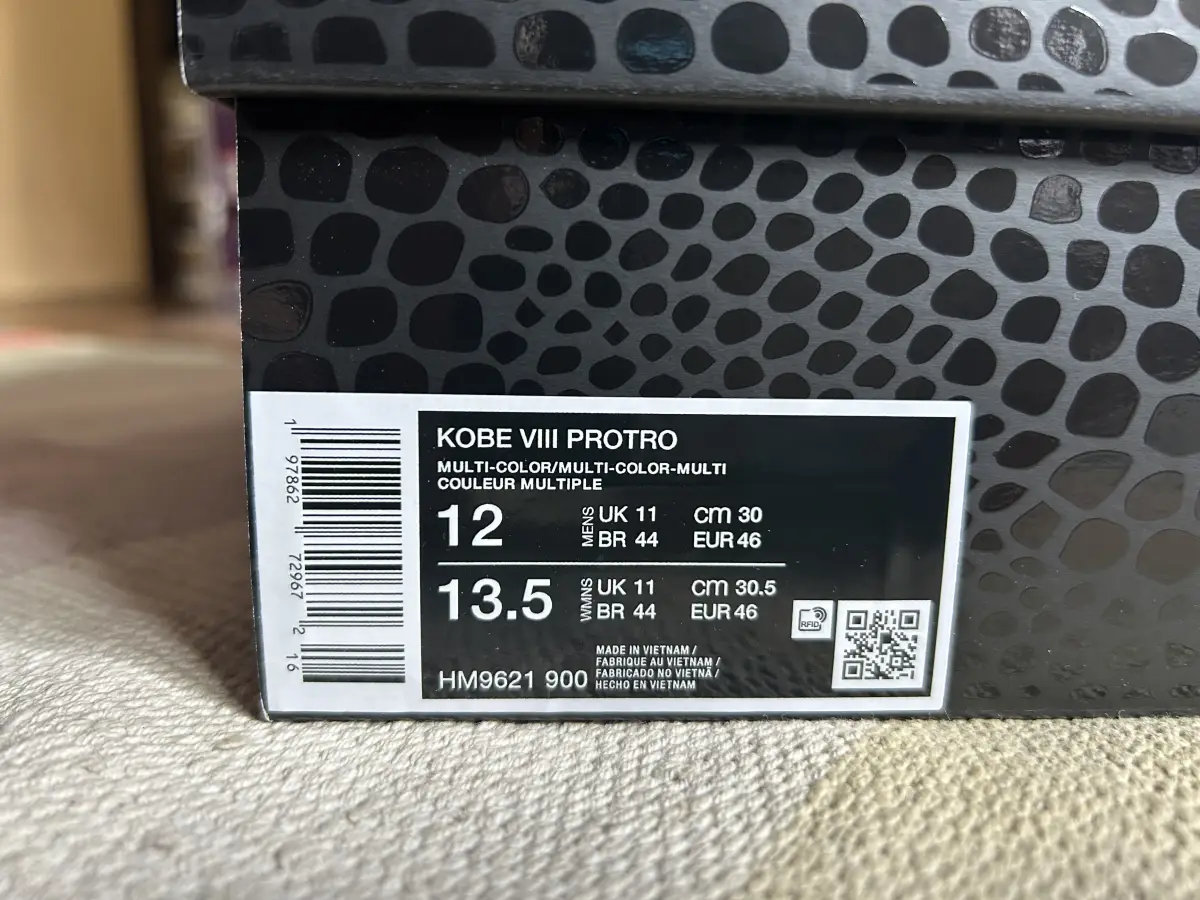 KOBE VIII PROTRO
MULTI-COLOR/MULTI-COLOR-MULTI
COULEUR MULTIPLE
12 MENS UK 11 CM 30
BR 44 EUR 46
13.5 WMNS UK 11 CM 30.5
BR 44 EUR 46
RFID
MADE IN VIETNAM /
FABRIQUE AU VIETNAM /
FABRICADO NO VIETNÃ /
HECHO EN VIETNAM
HM9621 900
1 97862 72967 2 16